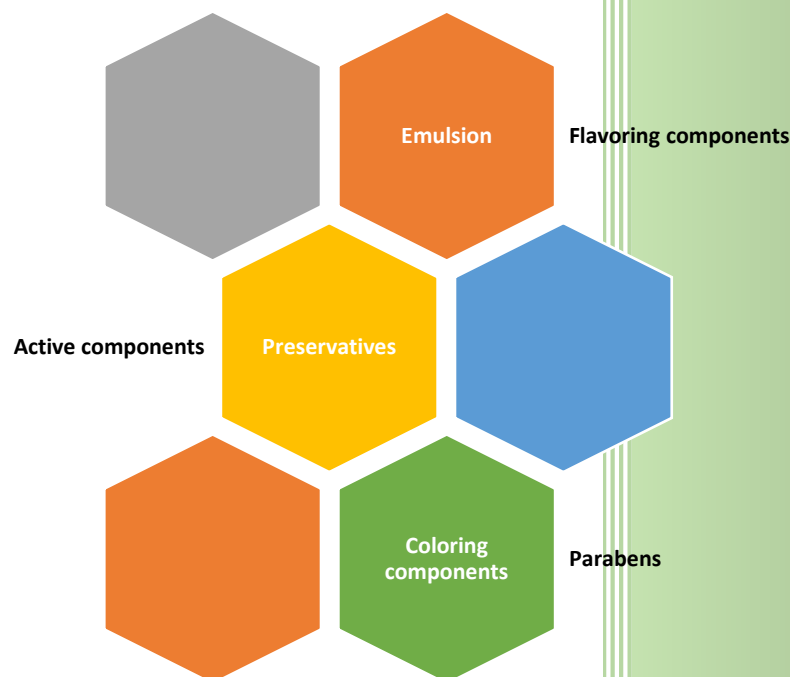 Emulsion
Flavoring components
Active components
Preservatives
Coloring
components
Parabens